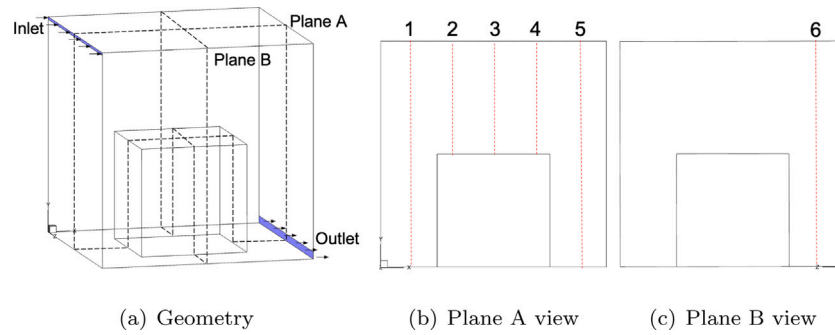 Inlet
Plane A
Plane B
Outlet
Y
Z
(a) Geometry
1 2 3 4 5
Y
X
(b) Plane A view
6
Z
(c) Plane B view